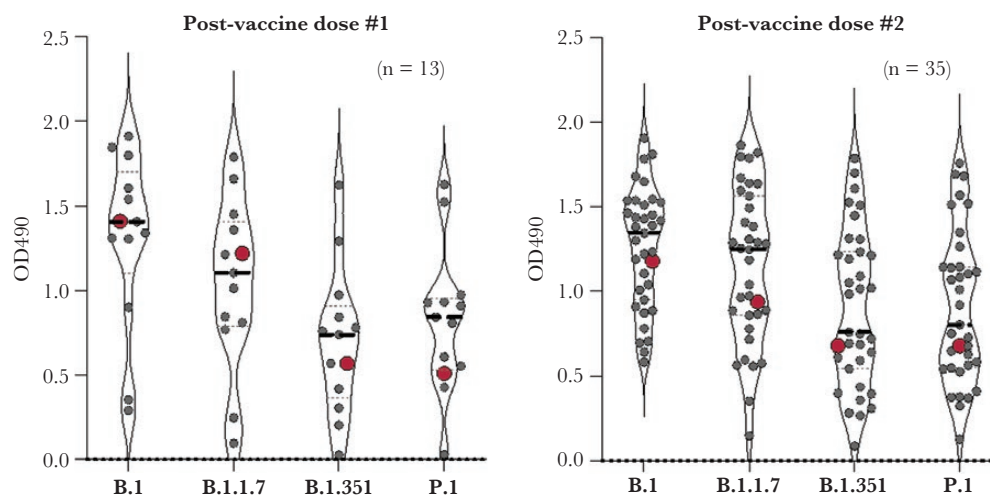 Post-vaccine dose #1
(n = 13)
OD490
2.5
2.0
1.5
1.0
0.5
0.0
B.1
B.1.1.7
B.1.351
P.1
Post-vaccine dose #2
(n = 35)
OD490
2.5
2.0
1.5
1.0
0.5
0.0
B.1
B.1.1.7
B.1.351
P.1